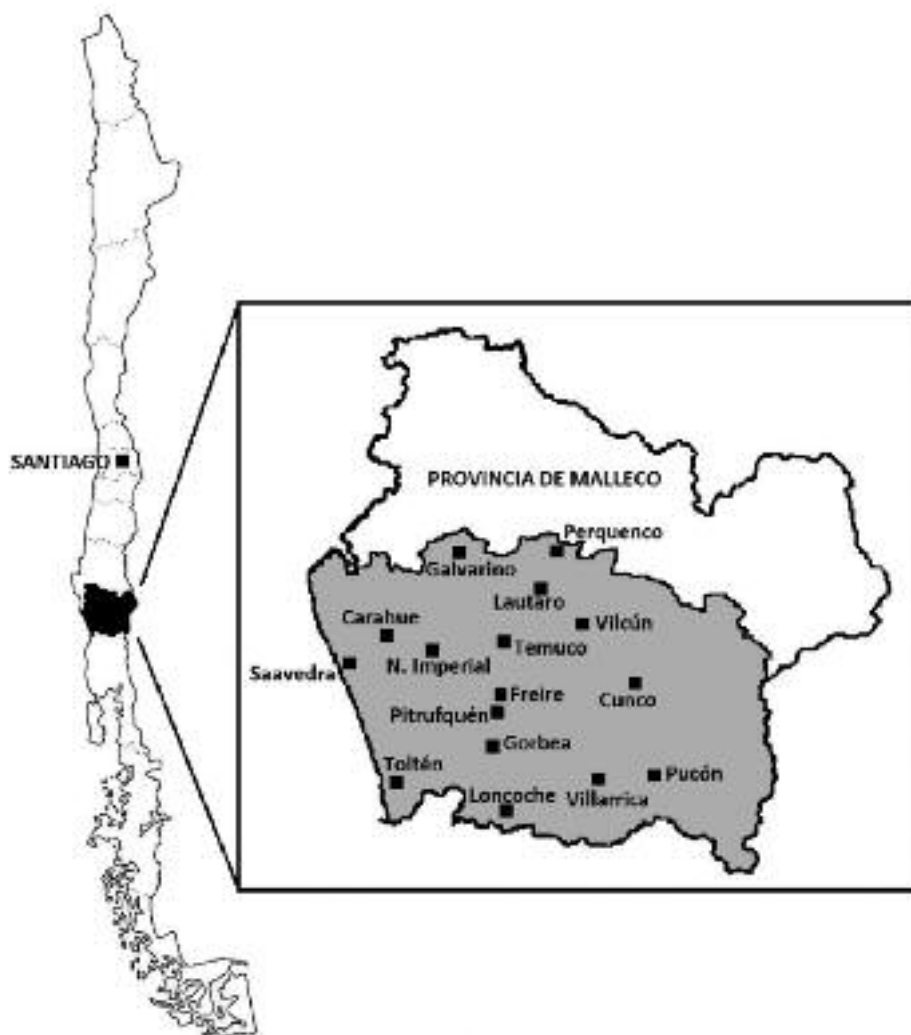 SANTIAGO
PROVINCIA DE MALLECO
Perquenco
Galvarino
Lautaro
Carahue
Vilcún
Temuco
Saavedra
N. Imperial
Freire
Cunco
Pitrufquén
Gorbea
Toltén
Pucón
Loncoche
Villarrica